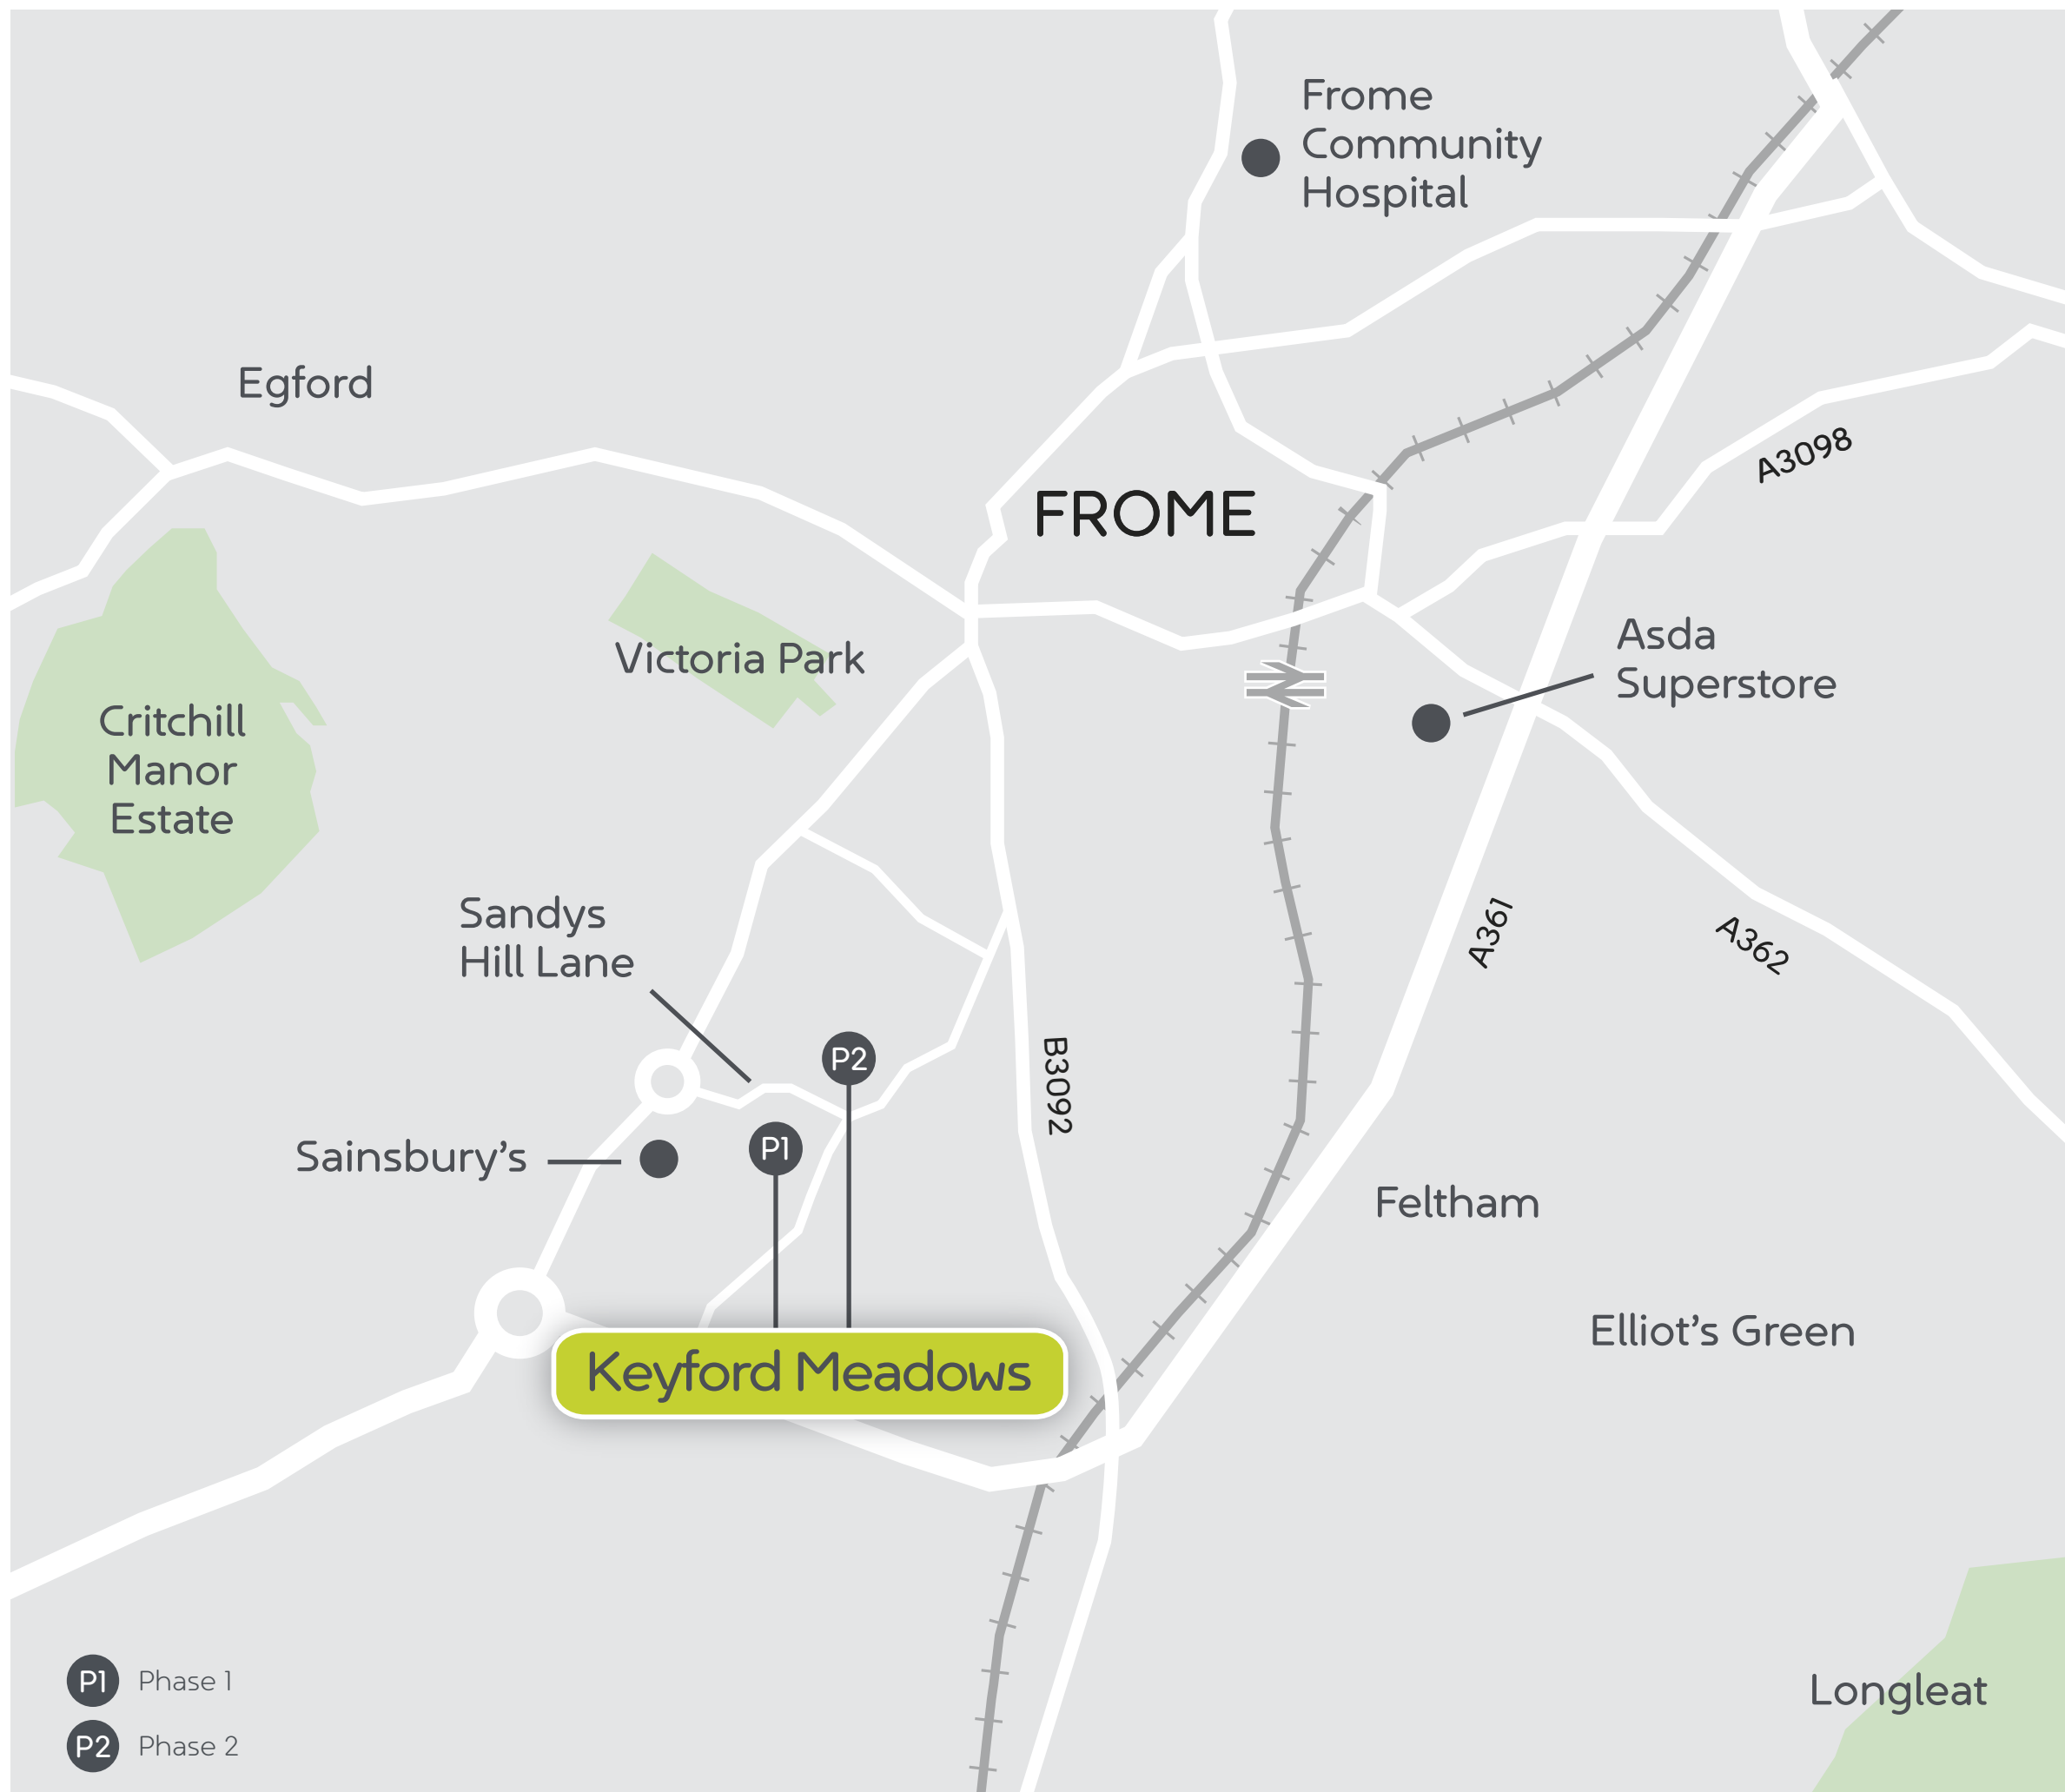 Frome
Community
Hospital
Egford
A3098
FROME
Victoria Park
Asda
Superstore
Critchill
Manor
Estate
Sandys
Hill Lane
A361
A362
P2
B3092
P1
Sainsbury's
Feltham
Elliot's Green
Keyford Meadows
Longleat
P1 Phase 1
P2 Phase 2